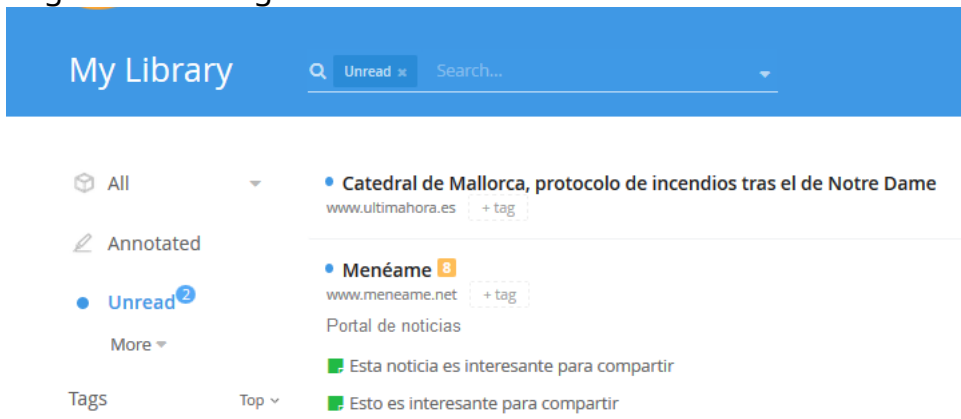 My Library
Unread × Search...
All
Annotated
Unread 2
More
Tags Top
Catedral de Mallorca, protocolo de incendios tras el de Notre Dame
www.ultimahora.es + tag
Menéame 8
www.meneame.net + tag
Portal de noticias
Esta noticia es interesante para compartir
Esto es interesante para compartir